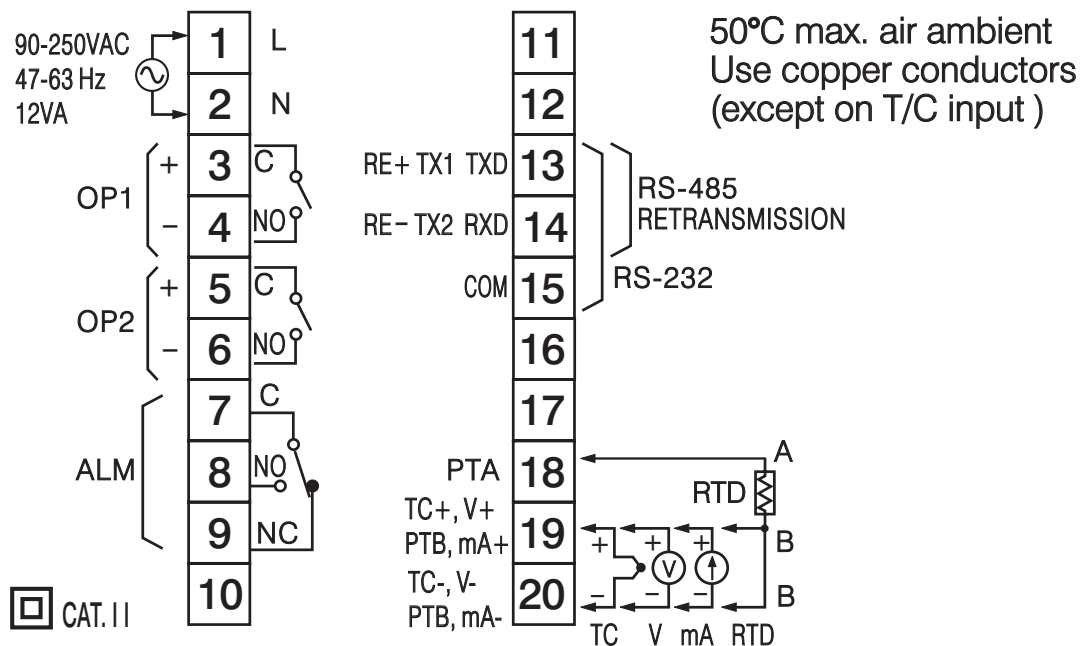 90-250VAC
47-63 Hz
12VA
1 L
2 N
OP1
+ 3 C
− 4 NO
OP2
+ 5 C
− 6 NO
ALM
7 C
8 NO
9 NC
10
CAT. II
11
12
RE+ TX1 TXD 13
RE− TX2 RXD 14
COM 15
RS-485
RETRANSMISSION
RS-232
16
17
PTA 18
TC+, V+
PTB, mA+ 19
TC-, V-
PTB, mA- 20
A
RTD
B
B
+ + +
V
− − −
TC V mA RTD
50°C max. air ambient
Use copper conductors
(except on T/C input )